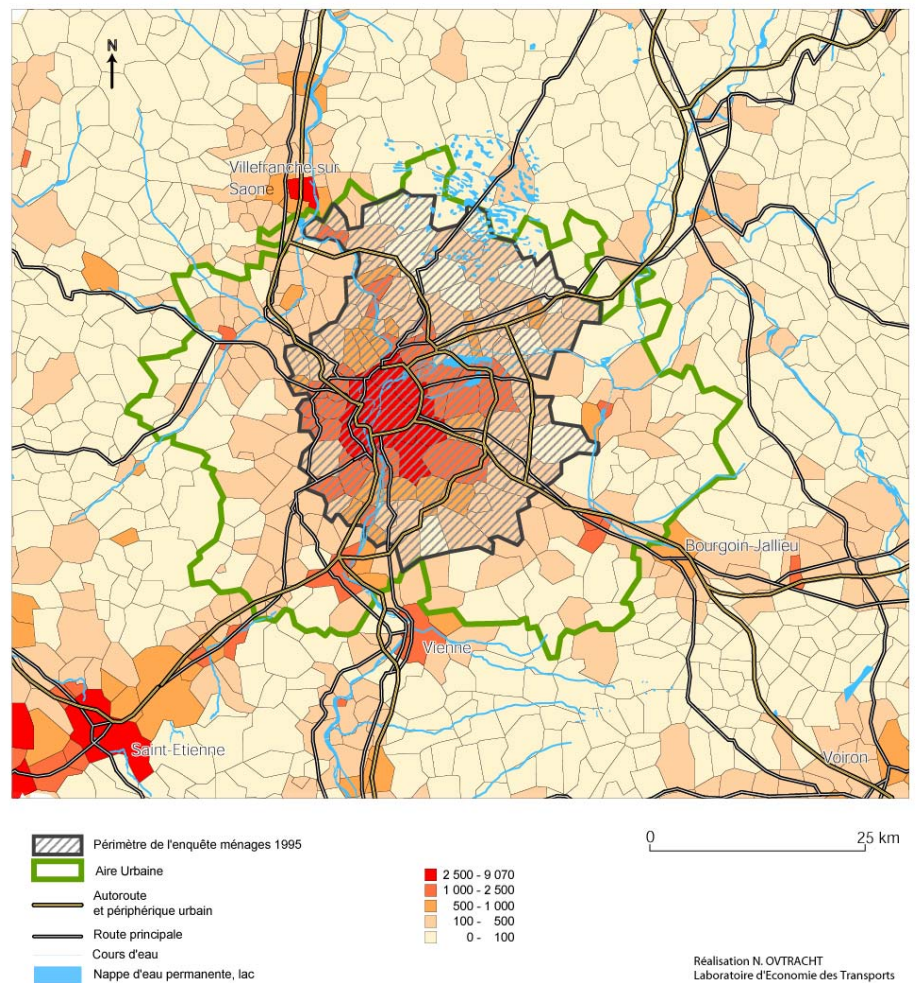 N
Villefranche-sur
Saone
Bourgoin-Jallieu
Vienne
Saint-Etienne
Voiron
Périmètre de l'enquête ménages 1995
Aire Urbaine
Autoroute
et périphérique urbain
Route principale
Cours d'eau
Nappe d'eau permanente, lac
2 500 - 9 070
1 000 - 2 500
500 - 1 000
100 - 500
0 - 100
0 25 km
Réalisation N. OVTRACHT
Laboratoire d'Economie des Transports